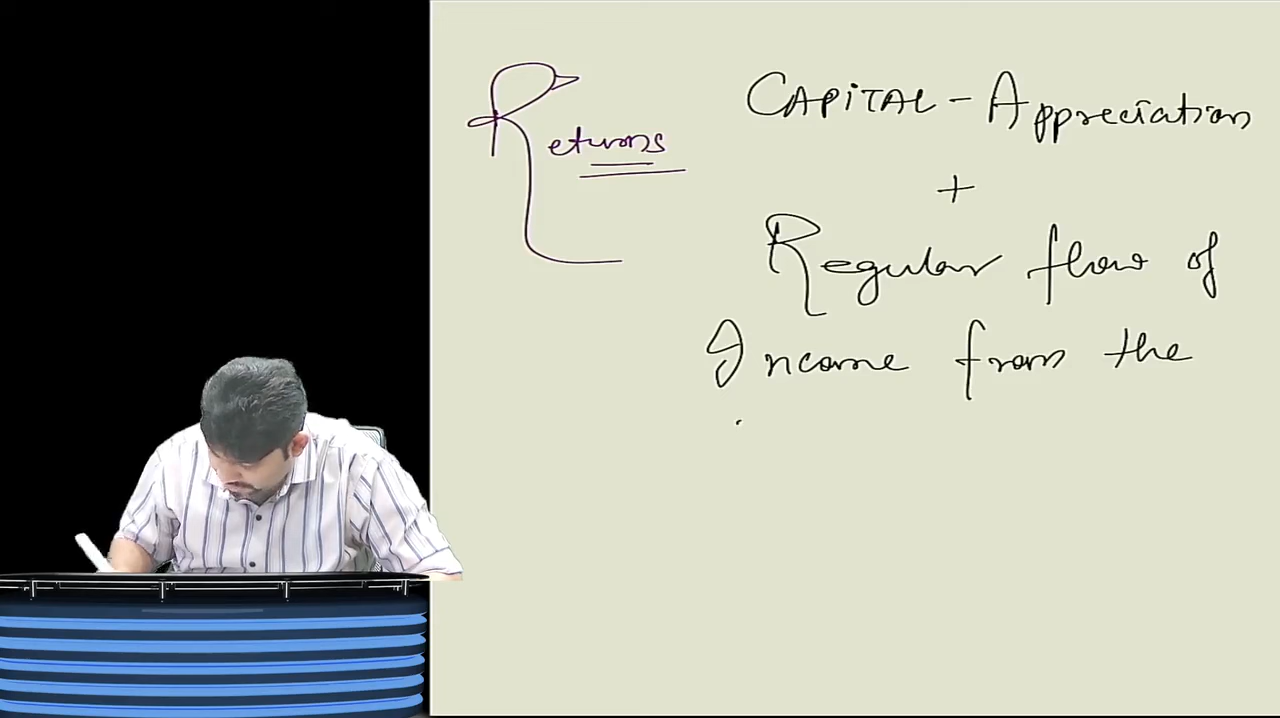 Returns
CAPITAL - Appreciation
+
Regular flow of
Income from the